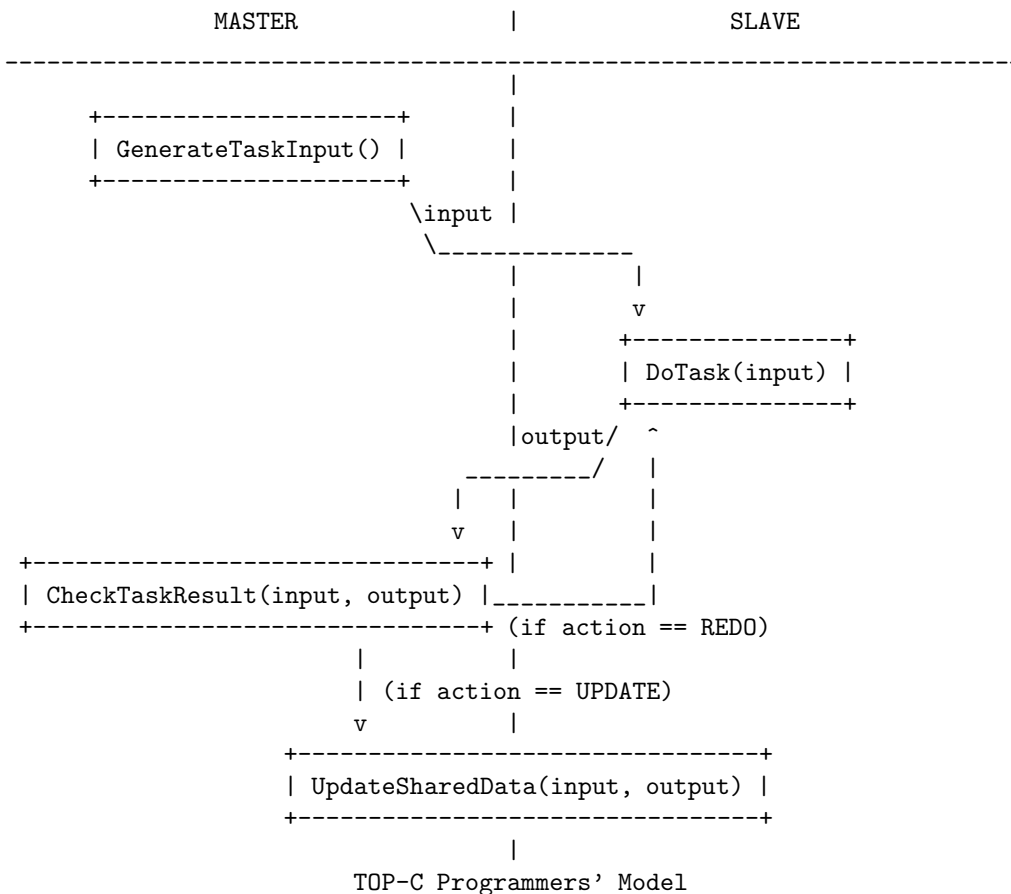 MASTER | SLAVE
GenerateTaskInput()
input
DoTask(input)
output
CheckTaskResult(input, output)
(if action == REDO)
(if action == UPDATE)
v
UpdateSharedData(input, output)
TOP-C Programmers' Model